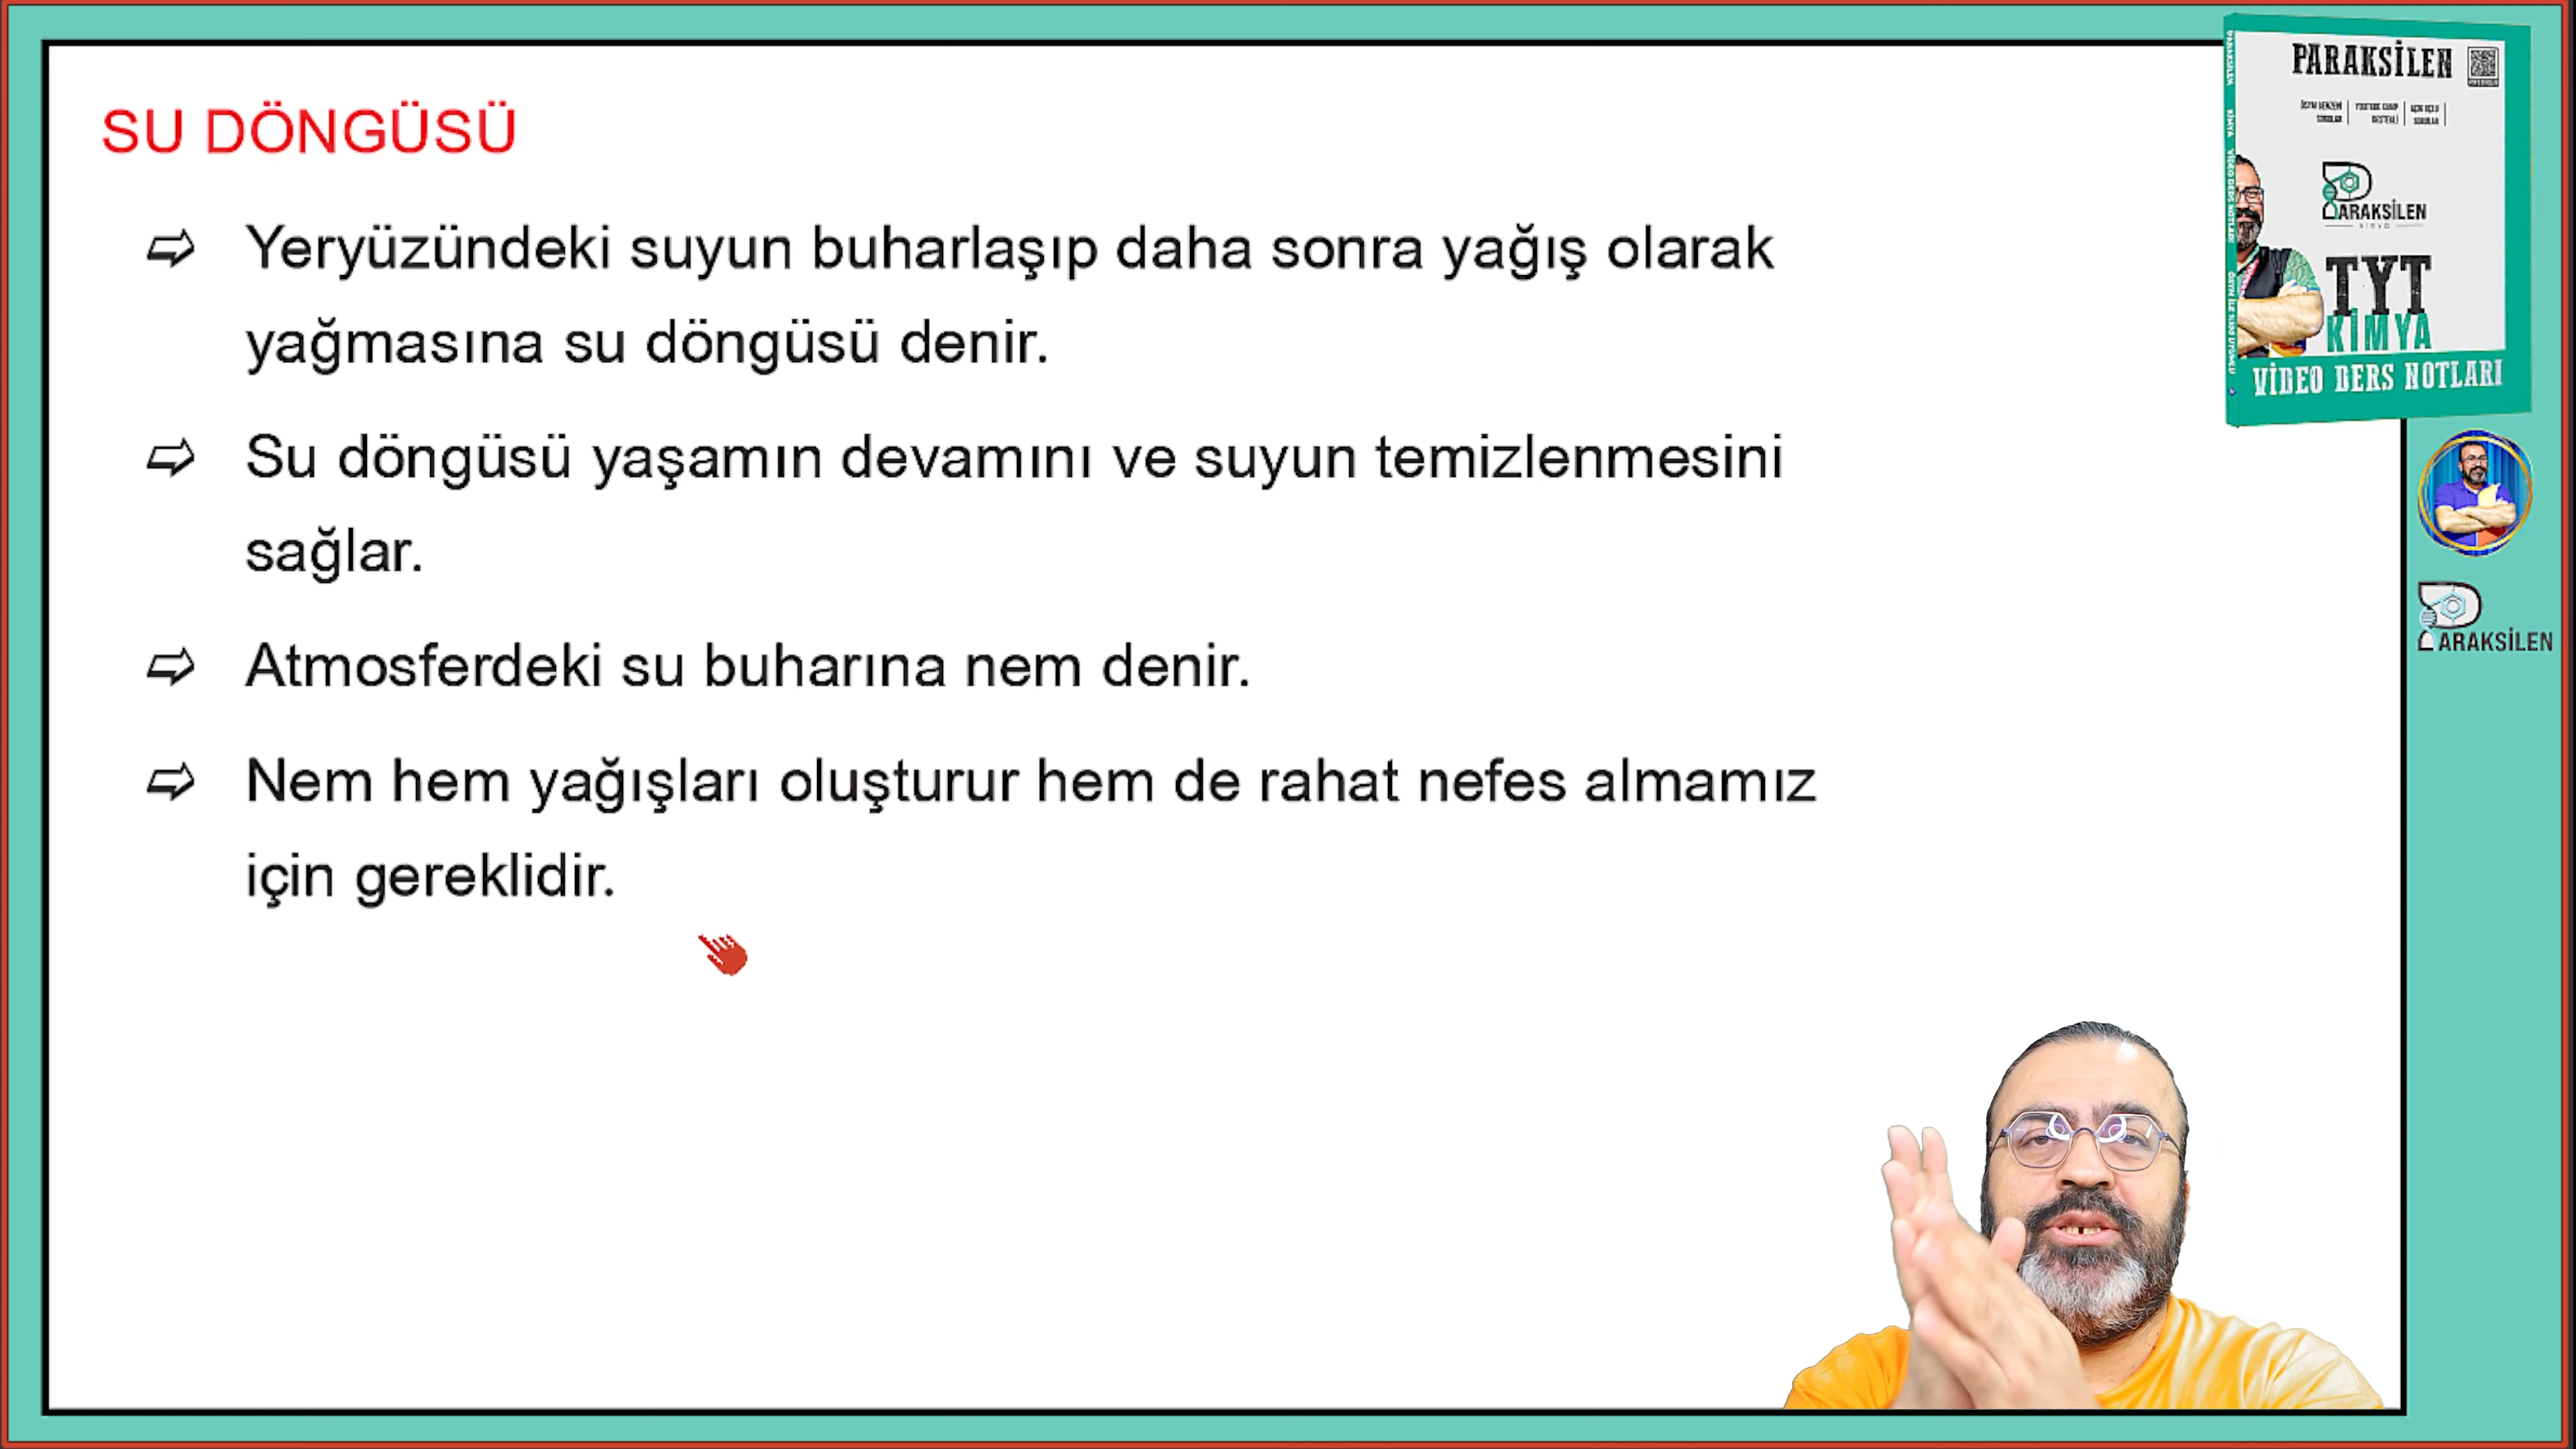 SU DÖNGÜSÜ
Yeryüzündeki suyun buharlaşıp daha sonra yağış olarak
yağmasına su döngüsü denir.
Su döngüsü yaşamın devamını ve suyun temizlenmesini
sağlar.
Atmosferdeki su buharına nem denir.
Nem hem yağışları oluşturur hem de rahat nefes almamız
için gereklidir.
PARAKSİLEN
ARAKSİLEN
TYT
KİMYA
VİDEO DERS NOTLARI
ARAKSİLEN